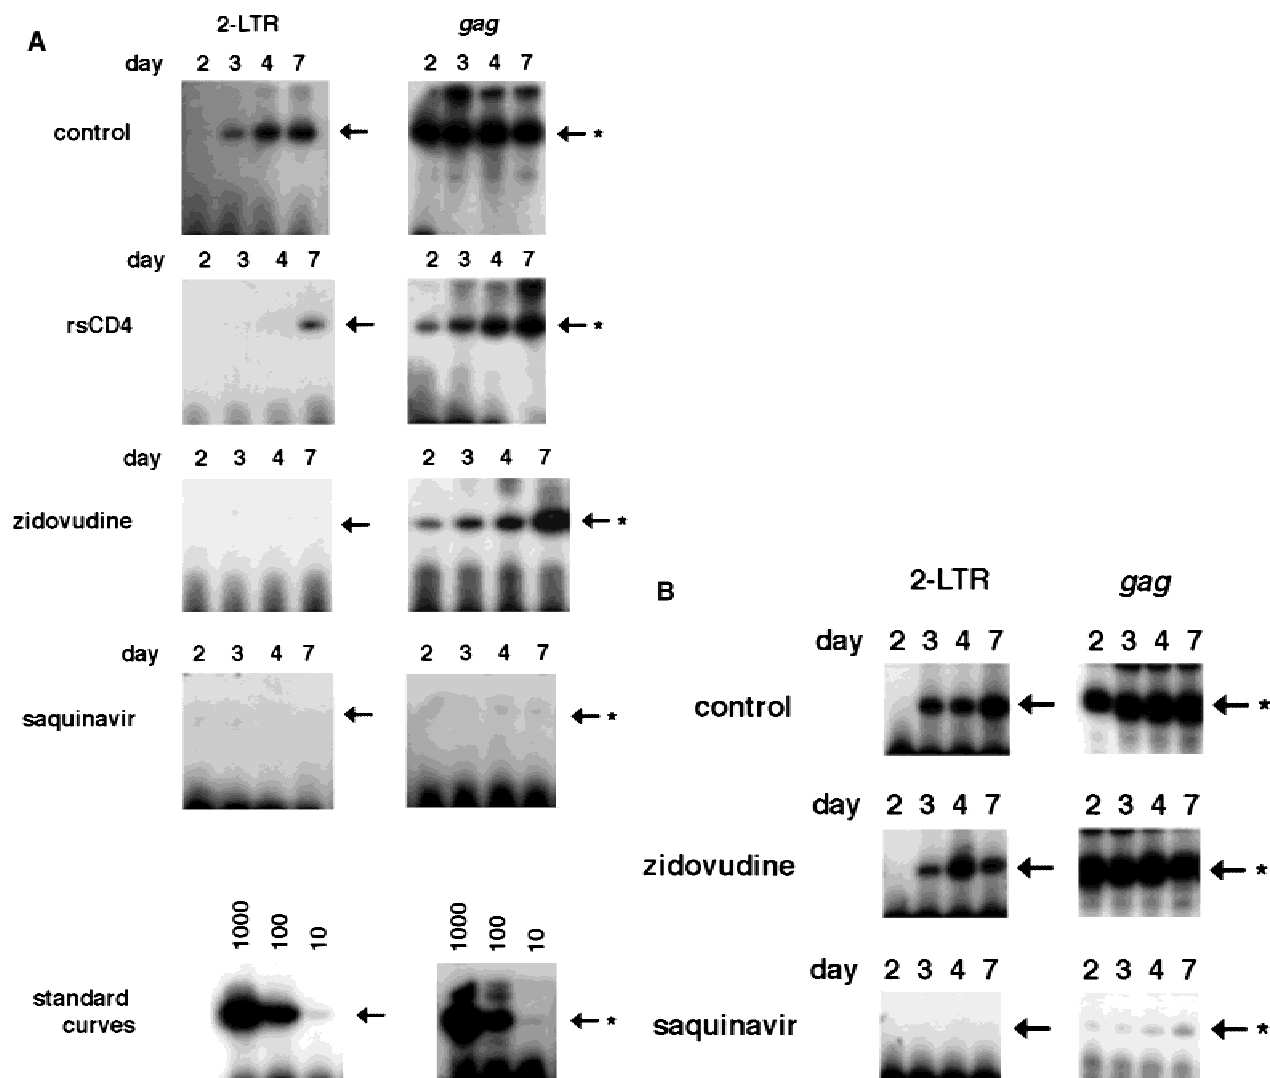 A
2-LTR gag
day 2 3 4 7 2 3 4 7
control *
day 2 3 4 7 2 3 4 7
rsCD4 *
day 2 3 4 7 2 3 4 7
zidovudine *
day 2 3 4 7 2 3 4 7
saquinavir *
1000 100 10 1000 100 10
standard
curves *
B
2-LTR gag
day 2 3 4 7 2 3 4 7
control *
day 2 3 4 7 2 3 4 7
zidovudine *
day 2 3 4 7 2 3 4 7
saquinavir *